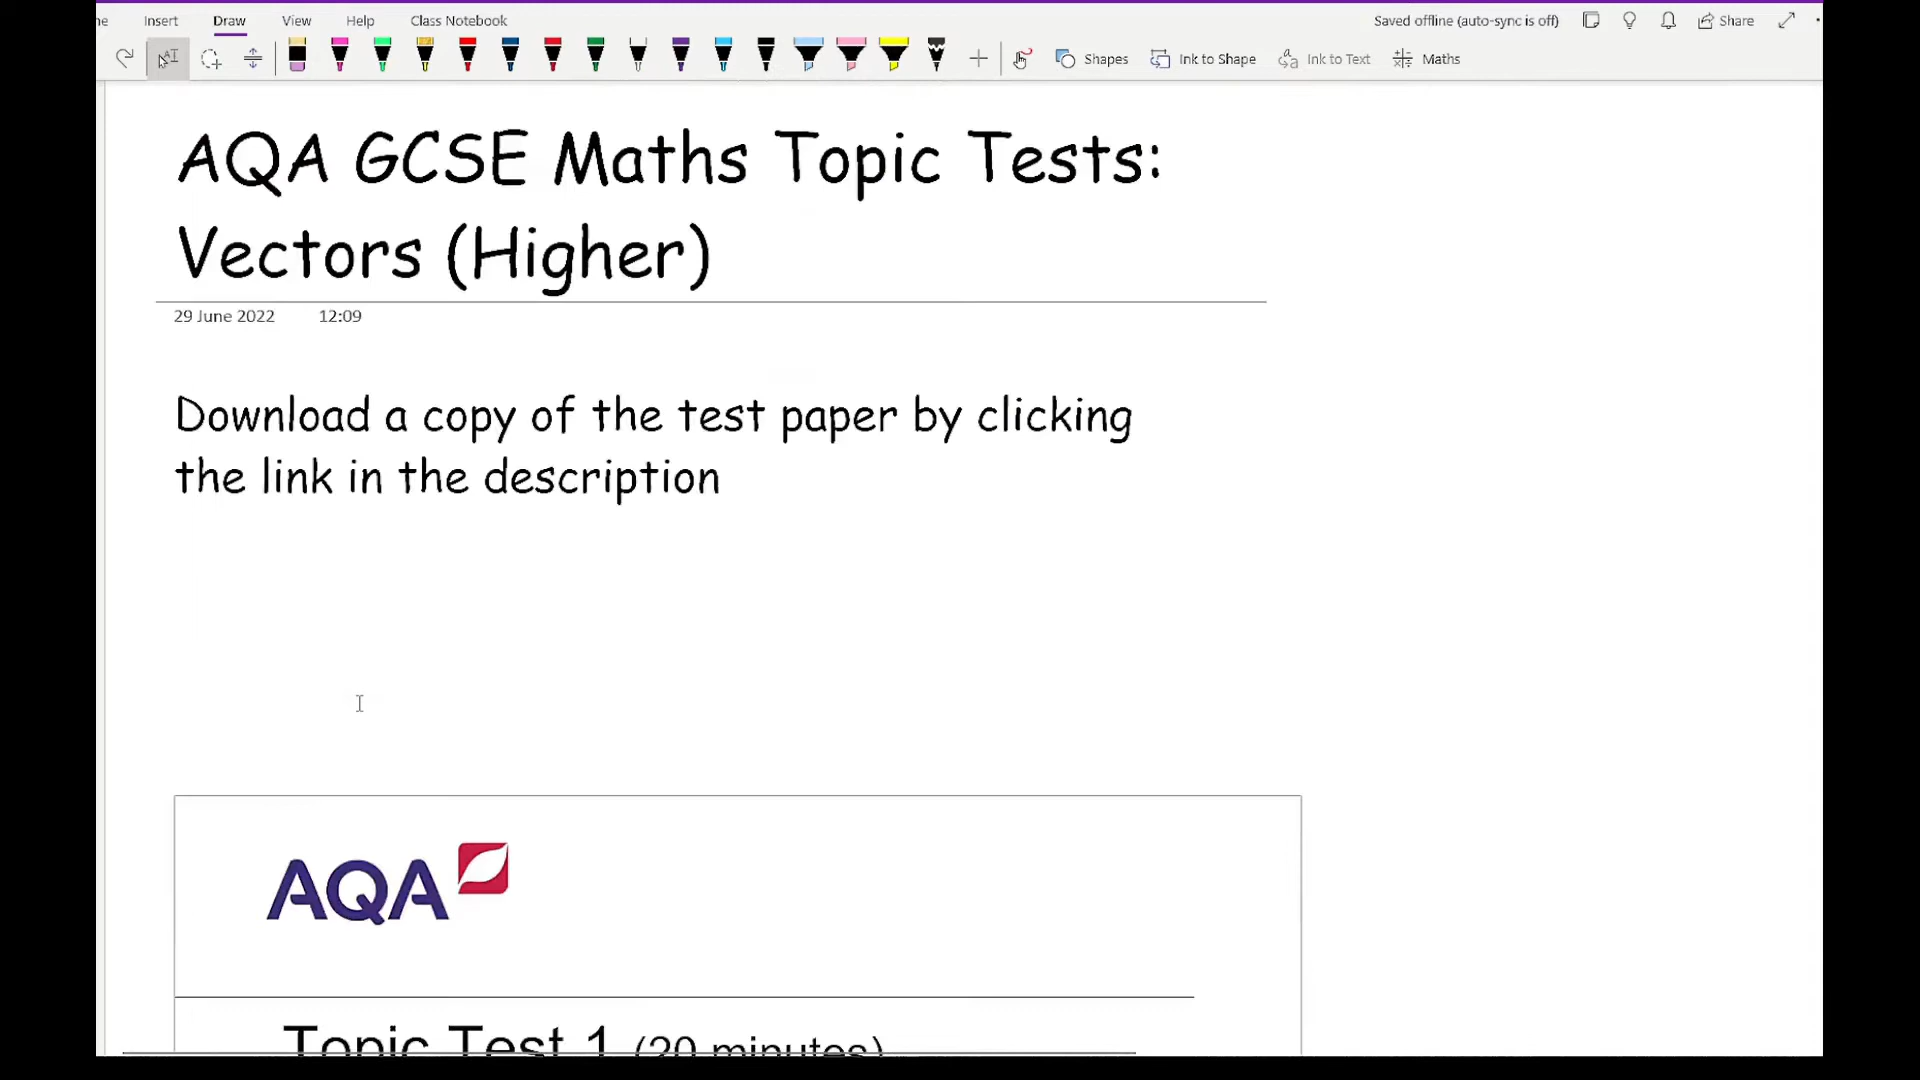 Insert Draw View Help Class Notebook Saved offline (auto-sync is off) Share
Shapes Ink to Shape Ink to Text Maths
AQA GCSE Maths Topic Tests:
Vectors (Higher)
29 June 2022 12:09
Download a copy of the test paper by clicking
the link in the description
AQA
Topic Test 1 (20 minutes)